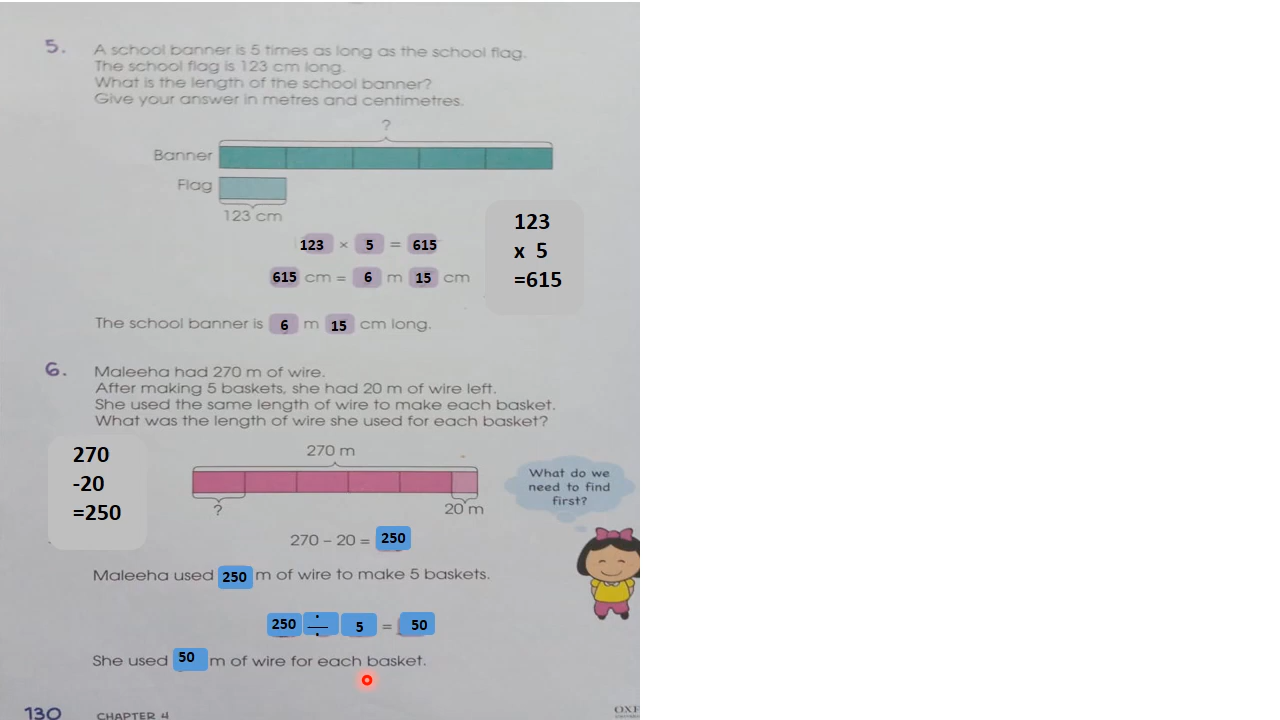 5. A school banner is 5 times as long as the school flag.
The school flag is 123 cm long.
What is the length of the school banner?
Give your answer in metres and centimetres.
?
Banner
Flag
123 cm
123 × 5 = 615
615 cm = 6 m 15 cm
123
x 5
=615
The school banner is 6 m 15 cm long.
6. Maleeha had 270 m of wire.
After making 5 baskets, she had 20 m of wire left.
She used the same length of wire to make each basket.
What was the length of wire she used for each basket?
270
-20
=250
270 m
? 20 m
What do we
need to find
first?
270 – 20 = 250
Maleeha used 250 m of wire to make 5 baskets.
250 ÷ 5 = 50
She used 50 m of wire for each basket.
130 CHAPTER 4